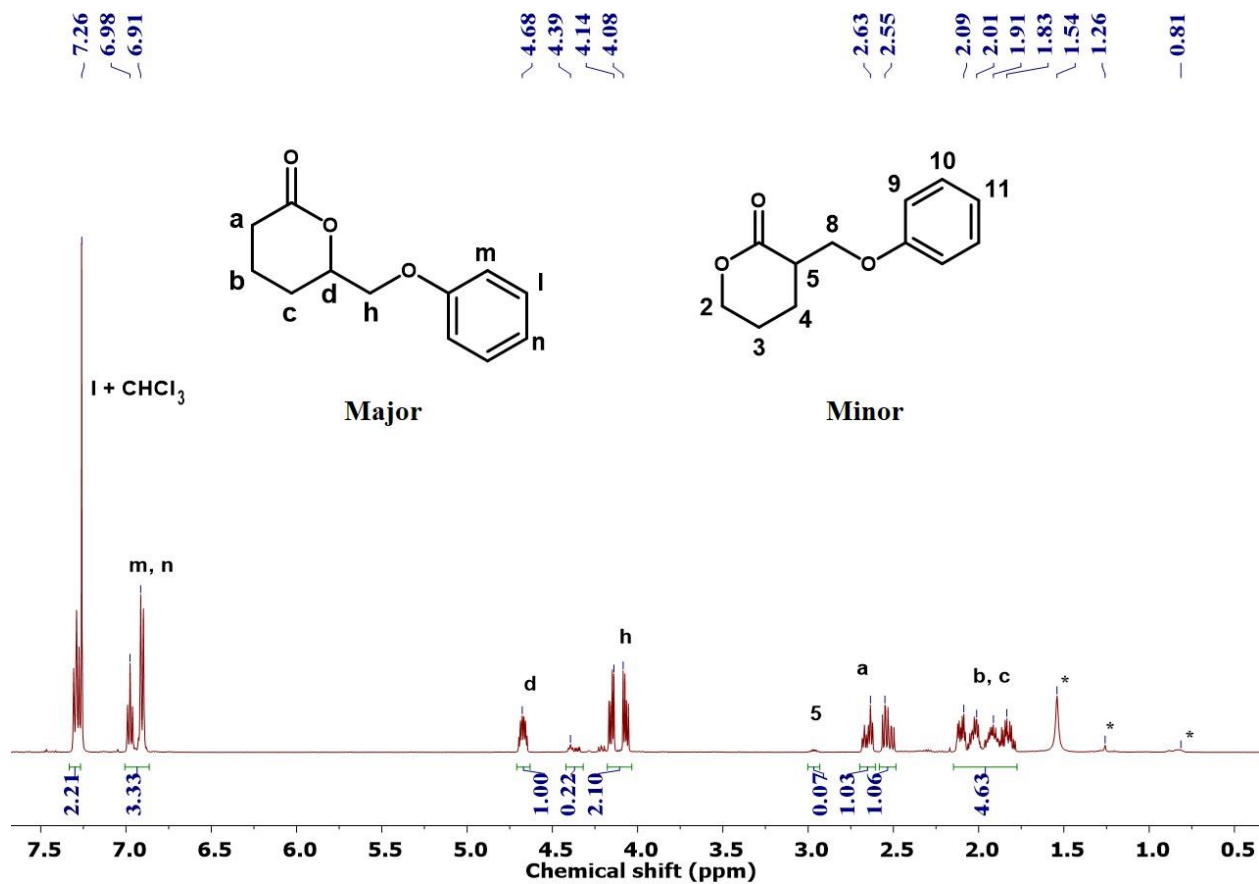 7.26 6.98 6.91 4.68 4.39 4.14 4.08 2.63 2.55 2.09 2.01 1.91 1.83 1.54 1.26 0.81
O
O
a
b
c
d
h
O
m
l
n
Major
O
O
2
3
4
5
8
O
9
10
11
Minor
l + CHCl3
m, n
d
h
5
a
b, c
*
*
*
2.21 3.33 1.00 0.22 2.10 0.07 1.03 1.06 4.63
7.5 7.0 6.5 6.0 5.5 5.0 4.5 4.0 3.5 3.0 2.5 2.0 1.5 1.0 0.5
Chemical shift (ppm)